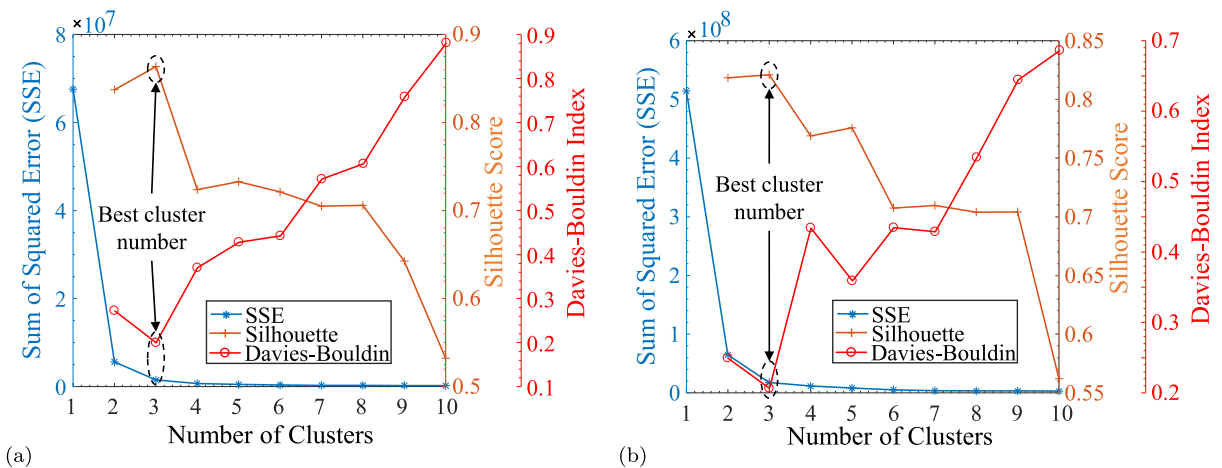 ×10⁷
8
6
4
2
0
Sum of Squared Error (SSE)
1 2 3 4 5 6 7 8 9 10
Number of Clusters
Best cluster
number
SSE
Silhouette
Davies-Bouldin
0.9
0.8
0.7
0.6
0.5
Silhouette Score
0.9
0.8
0.7
0.6
0.5
0.4
0.3
0.2
0.1
Davies-Bouldin Index
(a)
×10⁸
6
5
4
3
2
1
0
Sum of Squared Error (SSE)
1 2 3 4 5 6 7 8 9 10
Number of Clusters
Best cluster
number
SSE
Silhouette
Davies-Bouldin
0.85
0.8
0.75
0.7
0.65
0.6
0.55
Silhouette Score
0.7
0.6
0.5
0.4
0.3
0.2
Davies-Bouldin Index
(b)